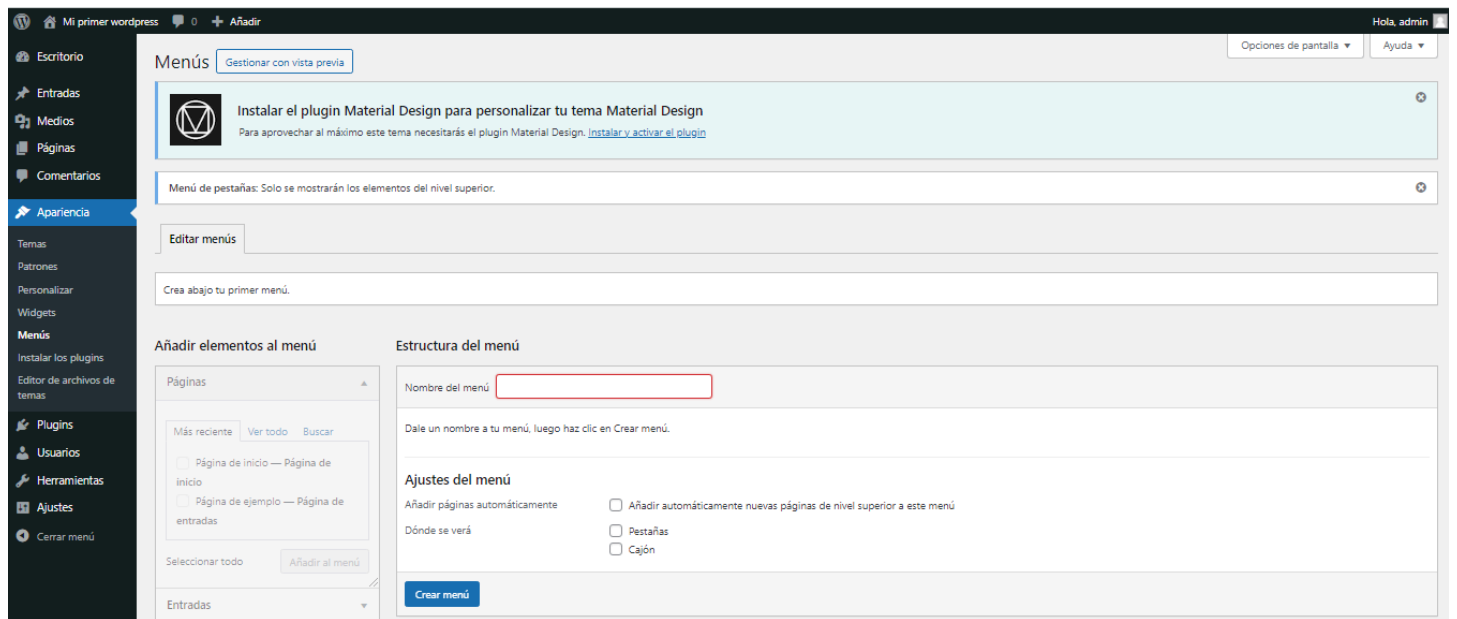 Mi primer wordpress 0 Añadir Hola, admin
Escritorio
Entradas
Medios
Páginas
Comentarios
Apariencia
Temas
Patrones
Personalizar
Widgets
Menús
Instalar los plugins
Editor de archivos de
temas
Plugins
Usuarios
Herramientas
Ajustes
Cerrar menú
Opciones de pantalla Ayuda
Menús Gestionar con vista previa
Instalar el plugin Material Design para personalizar tu tema Material Design
Para aprovechar al máximo este tema necesitarás el plugin Material Design. Instalar y activar el plugin
Menú de pestañas: Solo se mostrarán los elementos del nivel superior.
Editar menús
Crea abajo tu primer menú.
Añadir elementos al menú
Páginas
Más reciente Ver todo Buscar
Página de inicio — Página de
inicio
Página de ejemplo — Página de
entradas
Seleccionar todo Añadir al menú
Entradas
Estructura del menú
Nombre del menú
Dale un nombre a tu menú, luego haz clic en Crear menú.
Ajustes del menú
Añadir páginas automáticamente Añadir automáticamente nuevas páginas de nivel superior a este menú
Dónde se verá Pestañas
Cajón
Crear menú